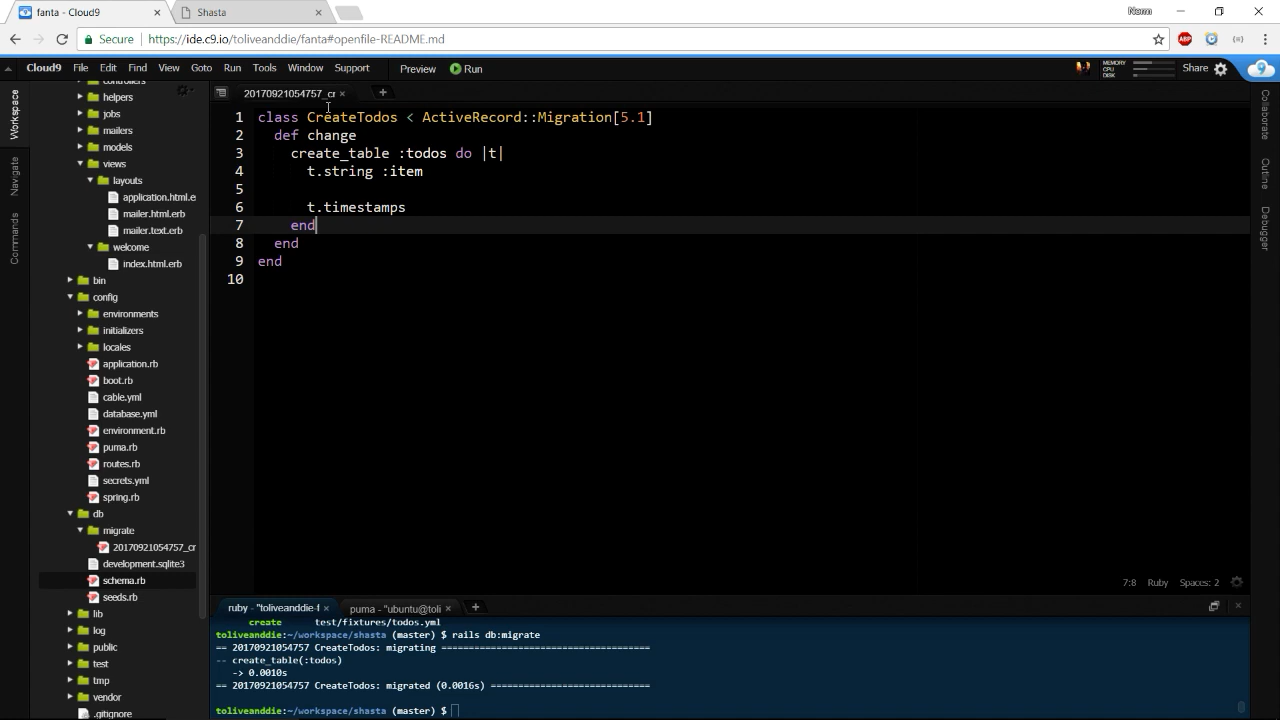 fanta - Cloud9
Shasta
Norm
Secure
https://ide.c9.io/toliveanddie/fanta#openfile-README.md
ABP
Cloud9 File Edit Find View Goto Run Tools Window Support Preview Run
MEMORY
CPU
DISK
Share
Workspace
Navigate
Commands
controllers
helpers
jobs
mailers
models
views
layouts
application.html.e
mailer.html.erb
mailer.text.erb
welcome
index.html.erb
bin
config
environments
initializers
locales
application.rb
boot.rb
cable.yml
database.yml
environment.rb
puma.rb
routes.rb
secrets.yml
spring.rb
db
migrate
20170921054757_cr
development.sqlite3
schema.rb
seeds.rb
lib
log
public
test
tmp
vendor
.gitignore
20170921054757_cr
1 class CreateTodos < ActiveRecord::Migration[5.1]
2 def change
3 create_table :todos do |t|
4 t.string :item
5
6 t.timestamps
7 end
8 end
9 end
10
7:8 Ruby Spaces: 2
Collaborate
Outline
Debugger
ruby - "toliveanddie-f
puma - "ubuntu@toli
create test/fixtures/todos.yml
toliveanddie:~/workspace/shasta (master) $ rails db:migrate
== 20170921054757 CreateTodos: migrating ======================================
-- create_table(:todos)
-> 0.0010s
== 20170921054757 CreateTodos: migrated (0.0016s) =============================
toliveanddie:~/workspace/shasta (master) $